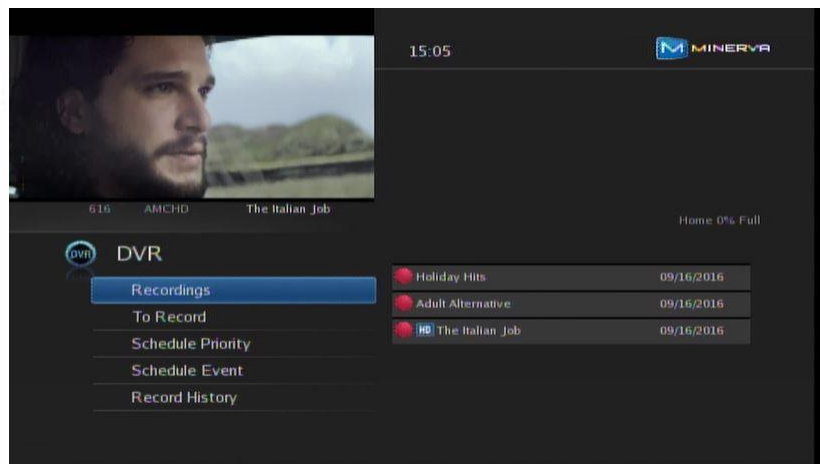 15:05
MINERVA
616 AMCHD The Italian Job
Home 0% Full
DVR
DVR
Recordings
To Record
Schedule Priority
Schedule Event
Record History
Holiday Hits 09/16/2016
Adult Alternative 09/16/2016
HD The Italian Job 09/16/2016